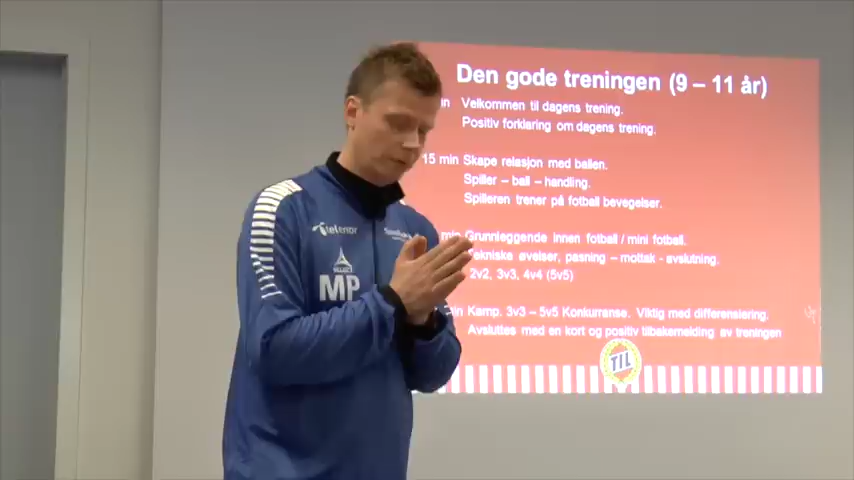 Den gode treningen (9 – 11 år)
Velkommen til dagens trening.
Positiv forklaring om dagens trening.
15 min Skape relasjon med ballen.
Spiller – ball – handling.
Spilleren trener på fotball bevegelser.
min Grunnleggende innen fotball / mini fotball.
Tekniske øvelser, pasning – mottak - avslutning.
2v2, 3v3, 4v4 (5v5)
Kamp. 3v3 – 5v5 Konkurranse. Viktig med differensiering.
Avsluttes med en kort og positiv tilbakemelding av treningen
TIL
telenor
SELECT
MP